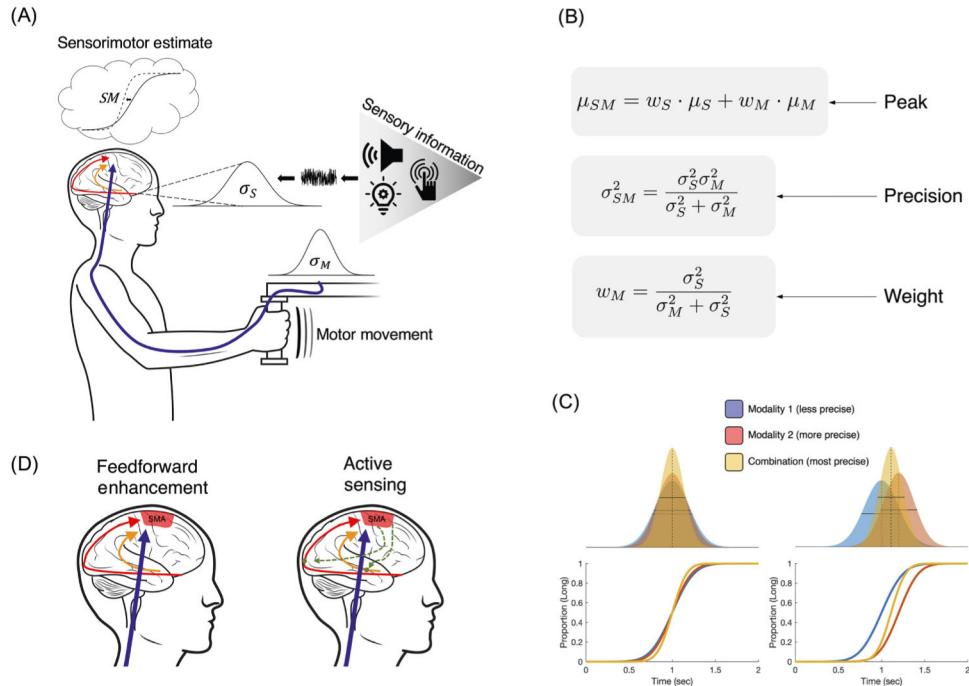 (A)
Sensorimotor estimate
SM
Sensory information
σ_S
σ_M
Motor movement
(B)
μ_SM = w_S · μ_S + w_M · μ_M
Peak
σ²_SM = σ²_S σ²_M / (σ²_S + σ²_M)
Precision
w_M = σ²_S / (σ²_M + σ²_S)
Weight
(C)
Modality 1 (less precise)
Modality 2 (more precise)
Combination (most precise)
Proportion (Long)
1
0.8
0.6
0.4
0.2
0
0 0.5 1 1.5 2
Time (sec)
Proportion (Long)
1
0.8
0.6
0.4
0.2
0
0 0.5 1 1.5 2
Time (sec)
(D)
Feedforward
enhancement
SMA
Active
sensing
SMA